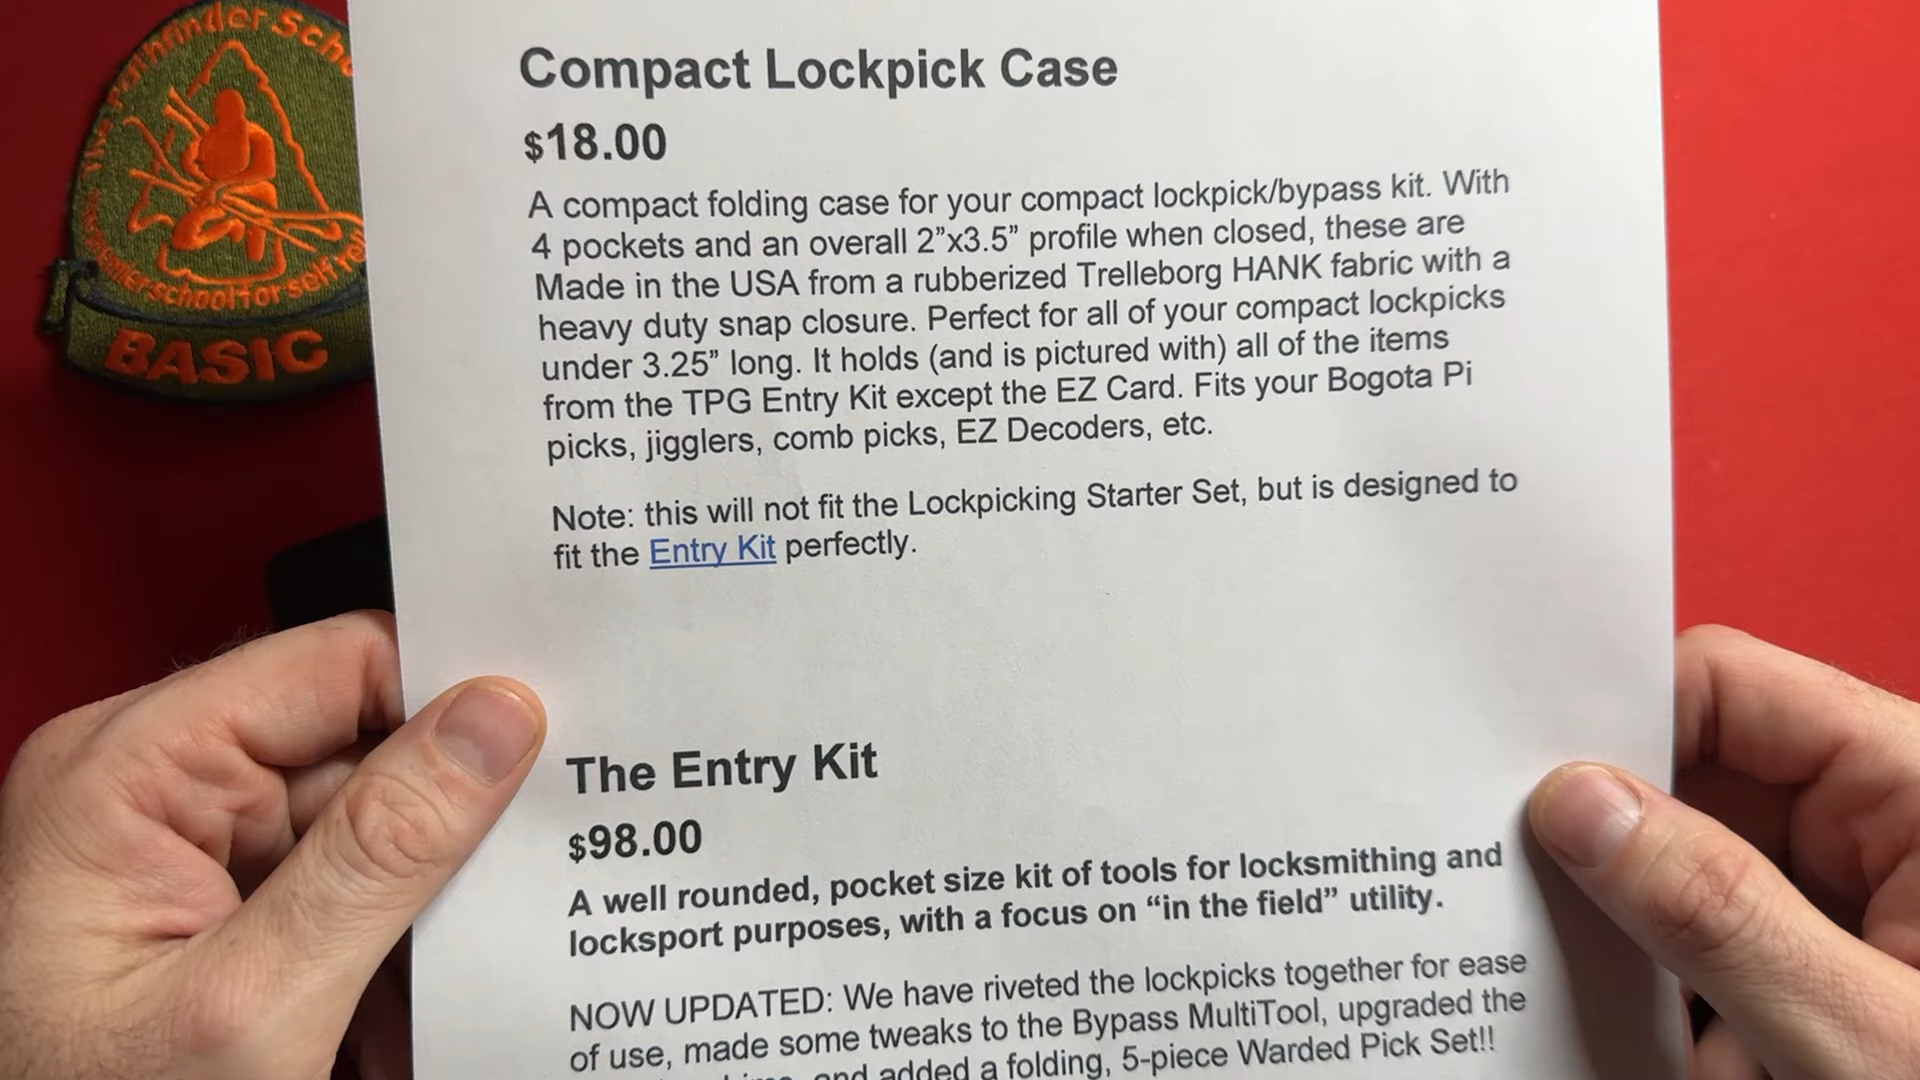 The Pathfinder Scho
BASIC
Compact Lockpick Case
$18.00
A compact folding case for your compact lockpick/bypass kit. With
4 pockets and an overall 2”x3.5” profile when closed, these are
Made in the USA from a rubberized Trelleborg HANK fabric with a
heavy duty snap closure. Perfect for all of your compact lockpicks
under 3.25” long. It holds (and is pictured with) all of the items
from the TPG Entry Kit except the EZ Card. Fits your Bogota Pi
picks, jigglers, comb picks, EZ Decoders, etc.
Note: this will not fit the Lockpicking Starter Set, but is designed to
fit the Entry Kit perfectly.
The Entry Kit
$98.00
A well rounded, pocket size kit of tools for locksmithing and
locksport purposes, with a focus on “in the field” utility.
NOW UPDATED: We have riveted the lockpicks together for ease
of use, made some tweaks to the Bypass MultiTool, upgraded the
and added a folding, 5-piece Warded Pick Set!!